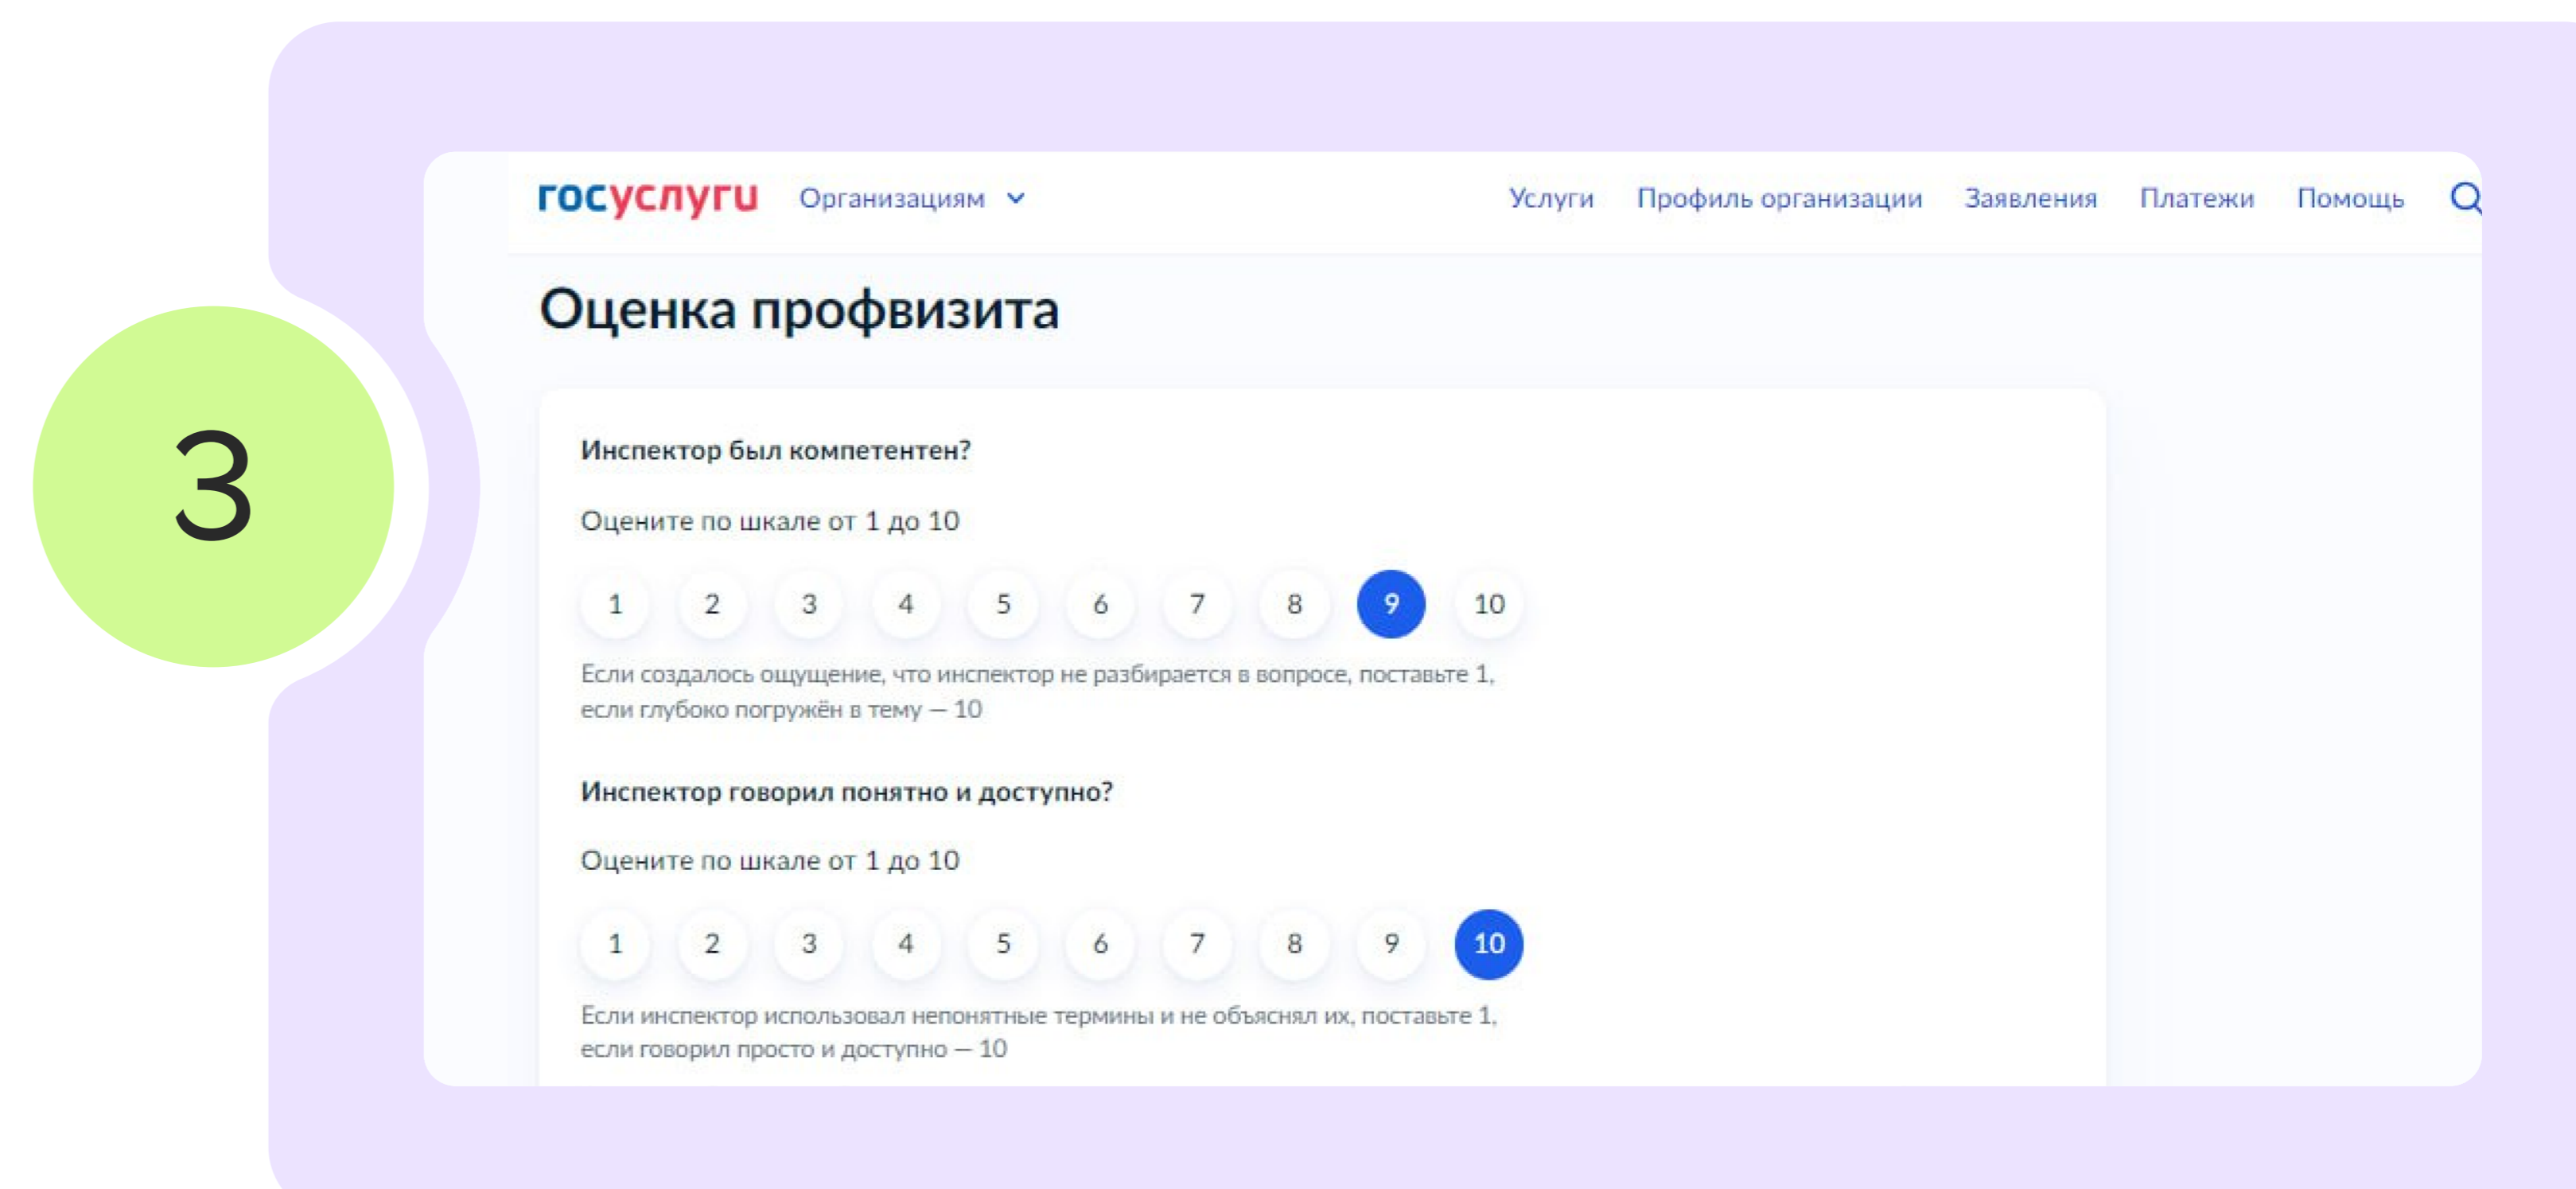 3
госуслуги Организациям Услуги Профиль организации Заявления Платежи Помощь
Оценка профвизита
Инспектор был компетентен?
Оцените по шкале от 1 до 10
1 2 3 4 5 6 7 8 9 10
Если создалось ощущение, что инспектор не разбирается в вопросе, поставьте 1,
если глубоко погружён в тему — 10
Инспектор говорил понятно и доступно?
Оцените по шкале от 1 до 10
1 2 3 4 5 6 7 8 9 10
Если инспектор использовал непонятные термины и не объяснял их, поставьте 1,
если говорил просто и доступно — 10